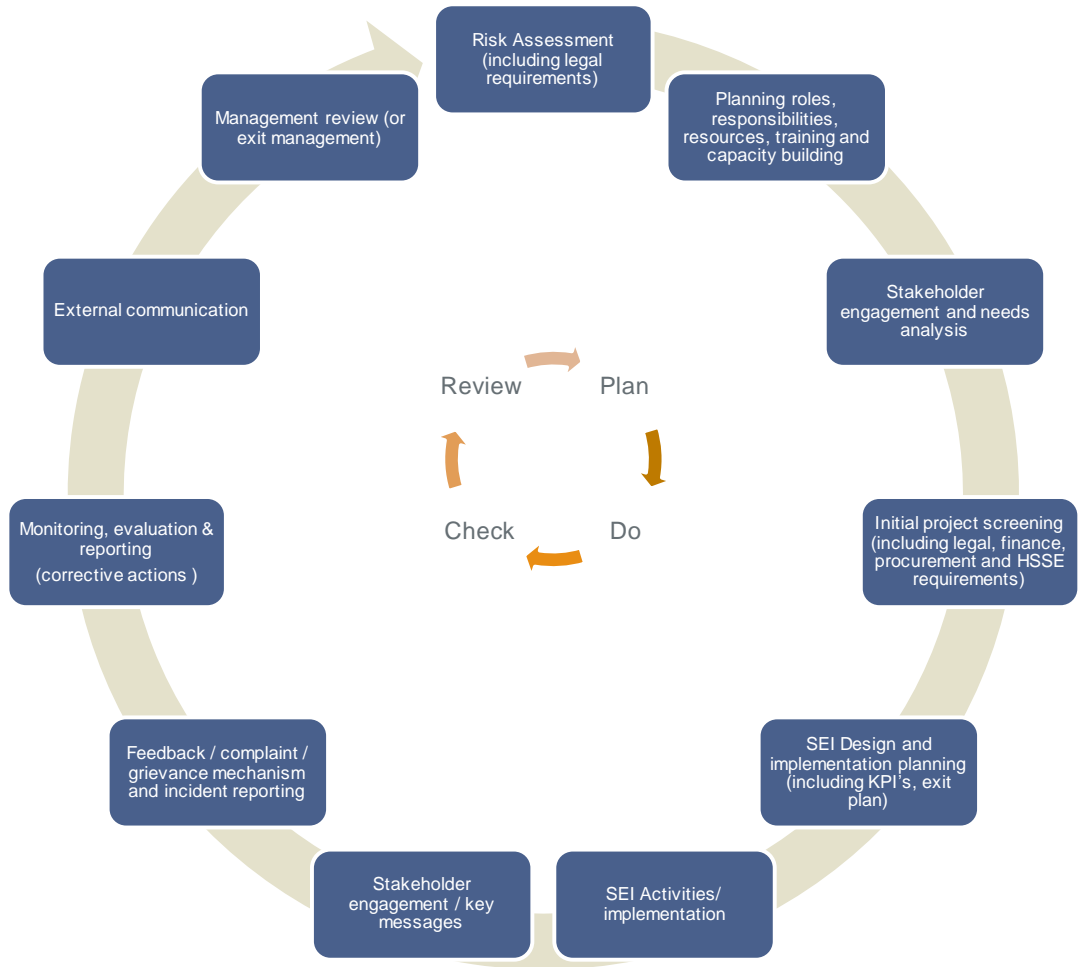 Risk Assessment
(including legal
requirements)
Planning roles,
responsibilities,
resources, training and
capacity building
Stakeholder
engagement and needs
analysis
Initial project screening
(including legal, finance,
procurement and HSSE
requirements)
SEI Design and
implementation planning
(including KPI's, exit
plan)
SEI Activities/
implementation
Stakeholder
engagement / key
messages
Feedback / complaint /
grievance mechanism
and incident reporting
Monitoring, evaluation &
reporting
(corrective actions )
External communication
Management review (or
exit management)
Plan
Do
Check
Review